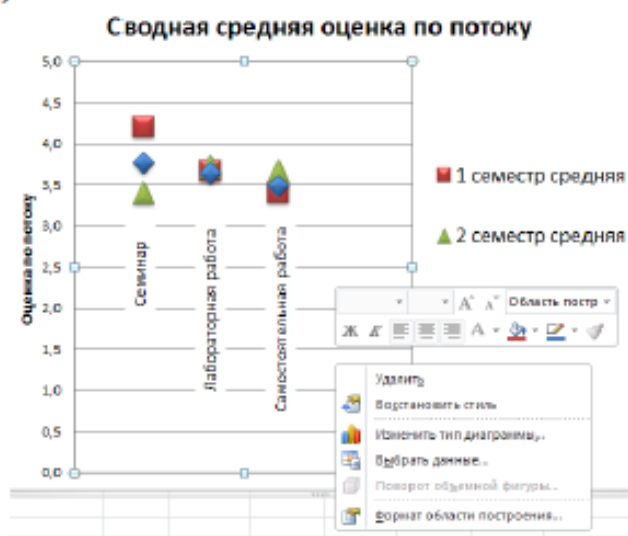 Сводная средняя оценка по потоку
5,0
4,5
4,0
3,5
3,0
2,5
2,0
1,5
1,0
0,5
0,0
Оценка по потоку
Семинар
Лабораторная работа
Самостоятельная работа
1 семестр средняя
2 семестр средняя
Область постр
Ж К А
Удалить
Восстановить стиль
Изменить тип диаграммы...
Выбрать данные...
Поворот объемной фигуры...
Формат области построения...